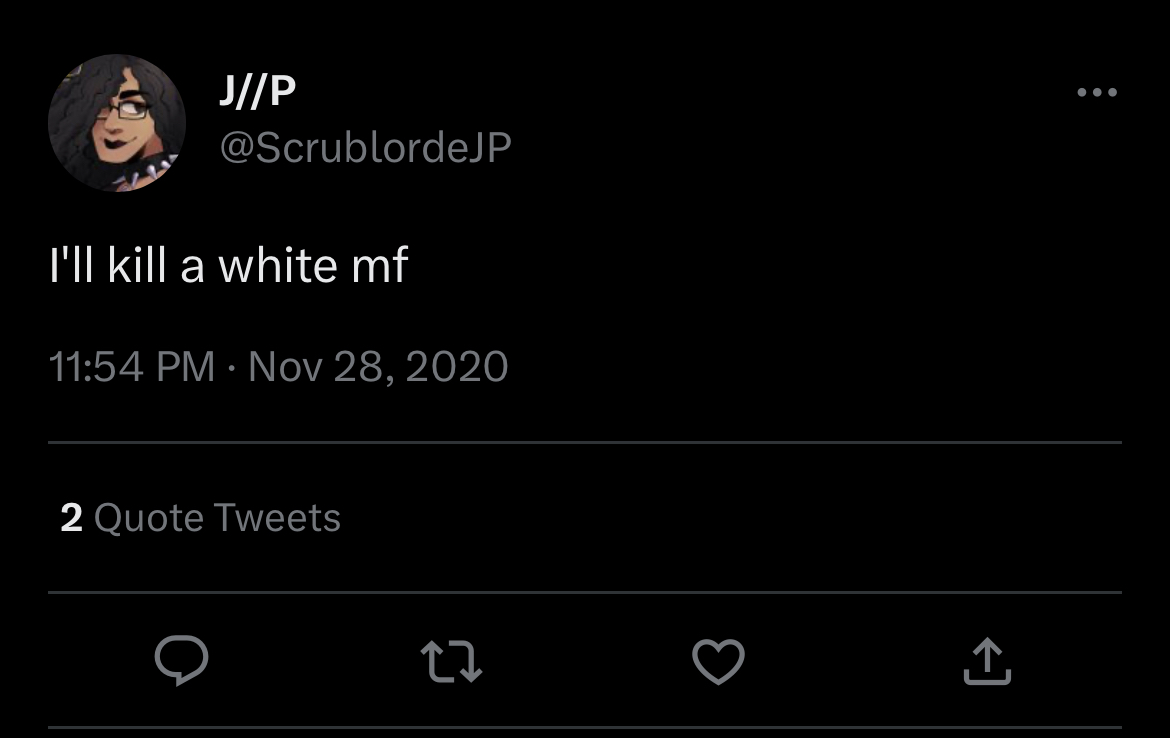 J//P
@ScrublordeJP
I'll kill a white mf
11:54 PM · Nov 28, 2020
2 Quote Tweets